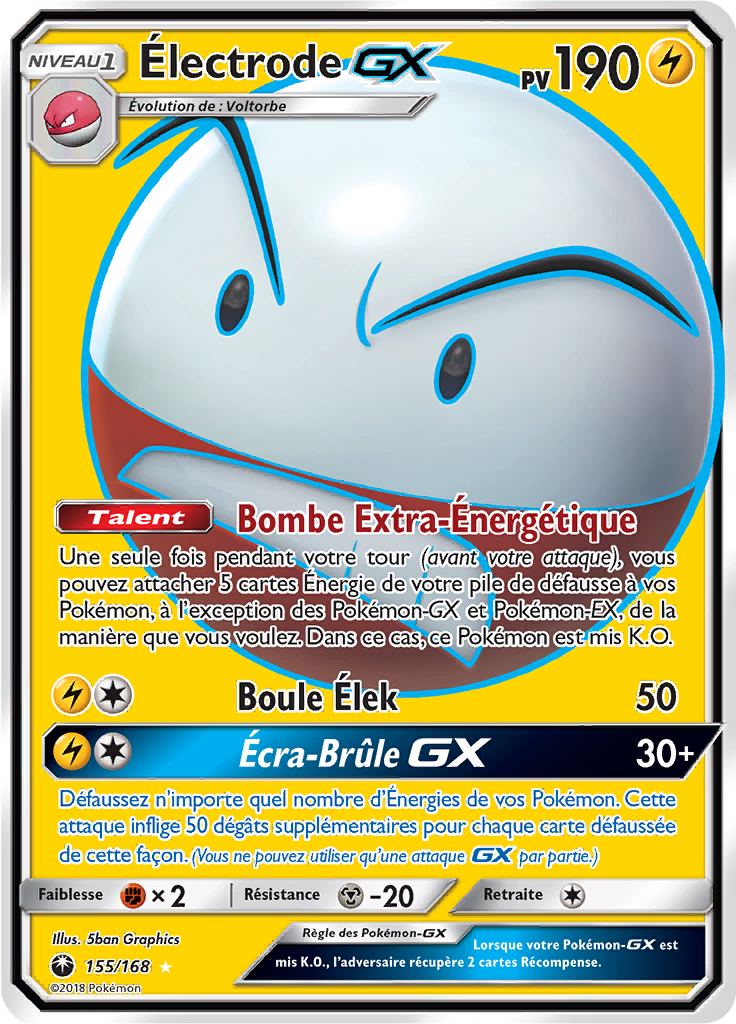 NIVEAU 1
Électrode GX
PV 190
Évolution de : Voltorbe
Talent Bombe Extra-Énergétique
Une seule fois pendant votre tour (avant votre attaque), vous
pouvez attacher 5 cartes Énergie de votre pile de défausse à vos
Pokémon, à l'exception des Pokémon-GX et Pokémon-EX, de la
manière que vous voulez. Dans ce cas, ce Pokémon est mis K.O.
Boule Élek 50
Écra-Brûle GX 30+
Défaussez n'importe quel nombre d'Énergies de vos Pokémon. Cette
attaque inflige 50 dégâts supplémentaires pour chaque carte défaussée
de cette façon. (Vous ne pouvez utiliser qu'une attaque GX par partie.)
Faiblesse ×2 Résistance -20 Retraite
Illus. 5ban Graphics
155/168
©2018 Pokémon
Règle des Pokémon-GX
Lorsque votre Pokémon-GX est
mis K.O., l'adversaire récupère 2 cartes Récompense.